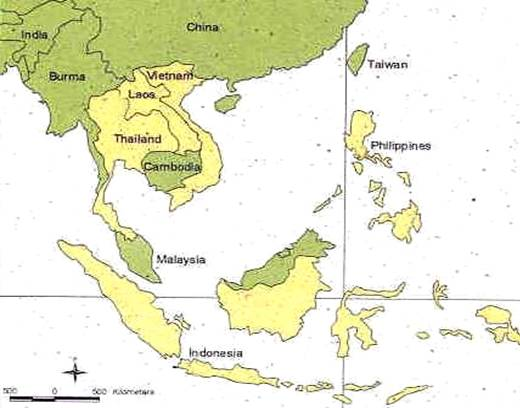 China
India
Taiwan
Burma
Vietnam
Laos
Thailand
Philippines
Cambodia
Malaysia
Indonesia
500 0 500 Kilometers